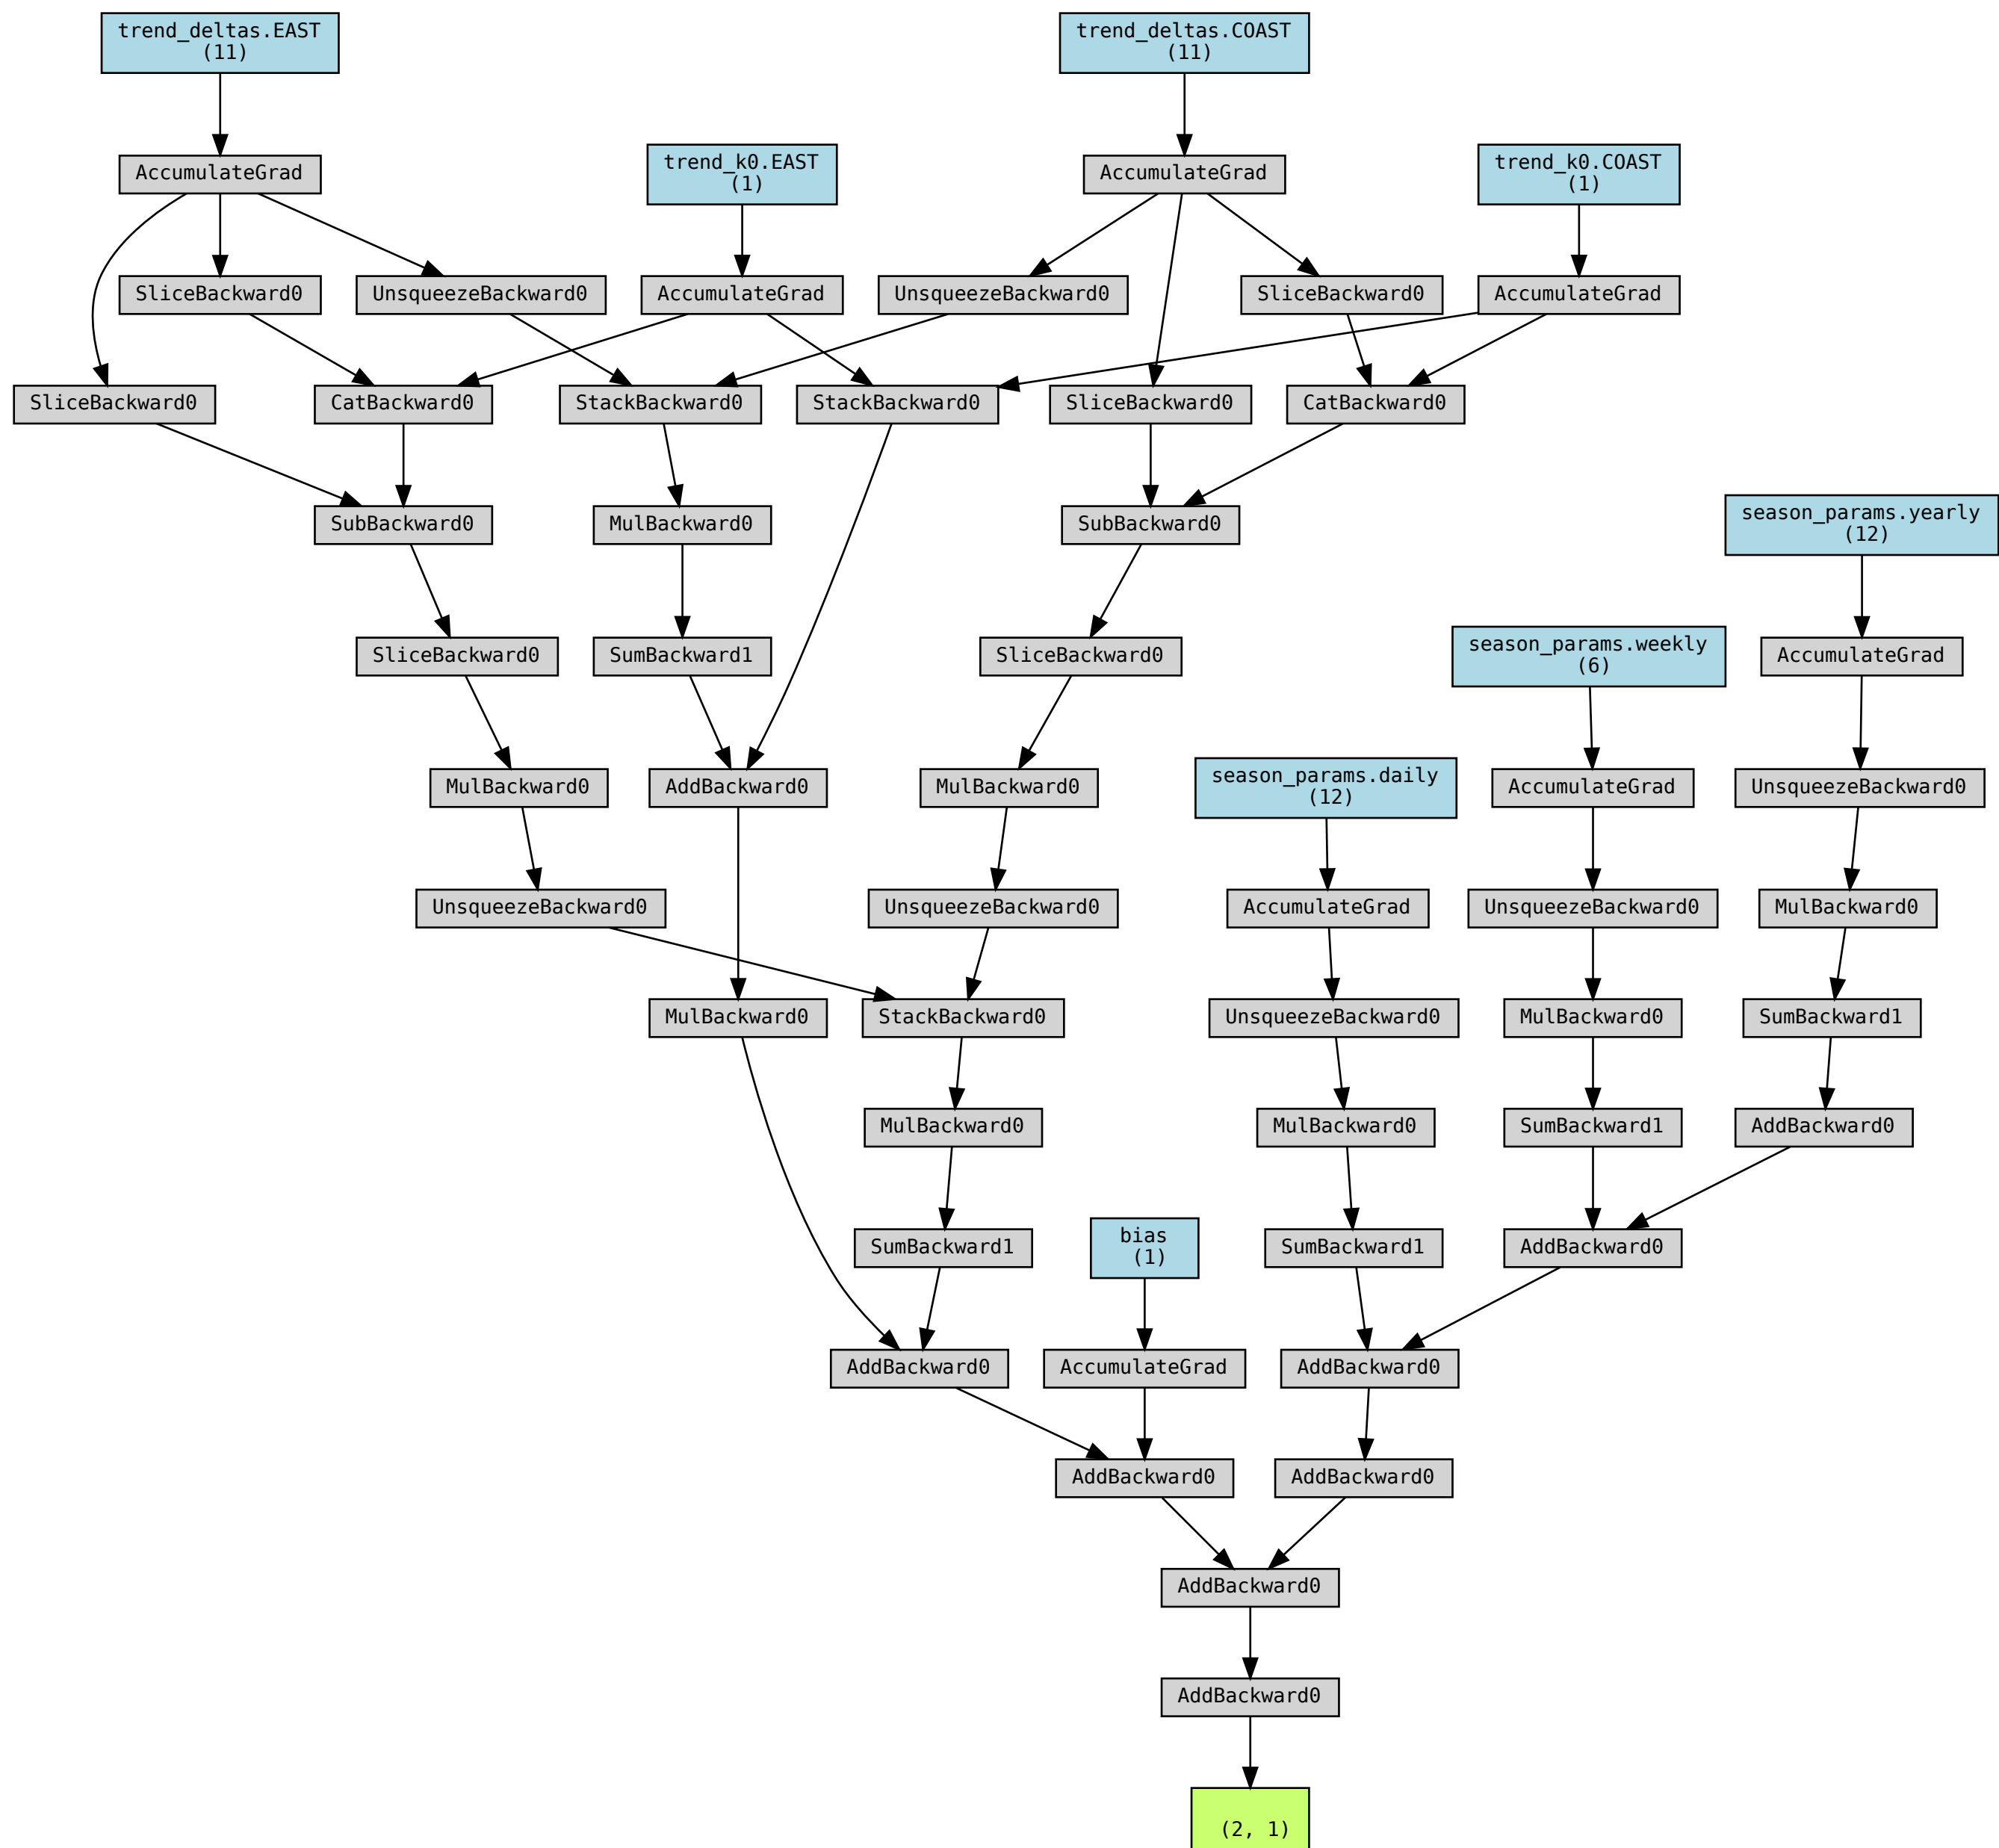 trend_deltas.EAST
(11)
trend_deltas.COAST
(11)
trend_k0.EAST
(1)
trend_k0.COAST
(1)
AccumulateGrad
AccumulateGrad
SliceBackward0
UnsqueezeBackward0
AccumulateGrad
UnsqueezeBackward0
SliceBackward0
AccumulateGrad
SliceBackward0
CatBackward0
StackBackward0
StackBackward0
SliceBackward0
CatBackward0
SubBackward0
MulBackward0
SubBackward0
season_params.yearly
(12)
SliceBackward0
SumBackward1
SliceBackward0
season_params.weekly
(6)
AccumulateGrad
MulBackward0
AddBackward0
MulBackward0
season_params.daily
(12)
AccumulateGrad
UnsqueezeBackward0
UnsqueezeBackward0
UnsqueezeBackward0
AccumulateGrad
UnsqueezeBackward0
MulBackward0
MulBackward0
StackBackward0
UnsqueezeBackward0
MulBackward0
SumBackward1
MulBackward0
MulBackward0
SumBackward1
AddBackward0
SumBackward1
bias
(1)
SumBackward1
AddBackward0
AddBackward0
AccumulateGrad
AddBackward0
AddBackward0
AddBackward0
AddBackward0
AddBackward0
(2, 1)